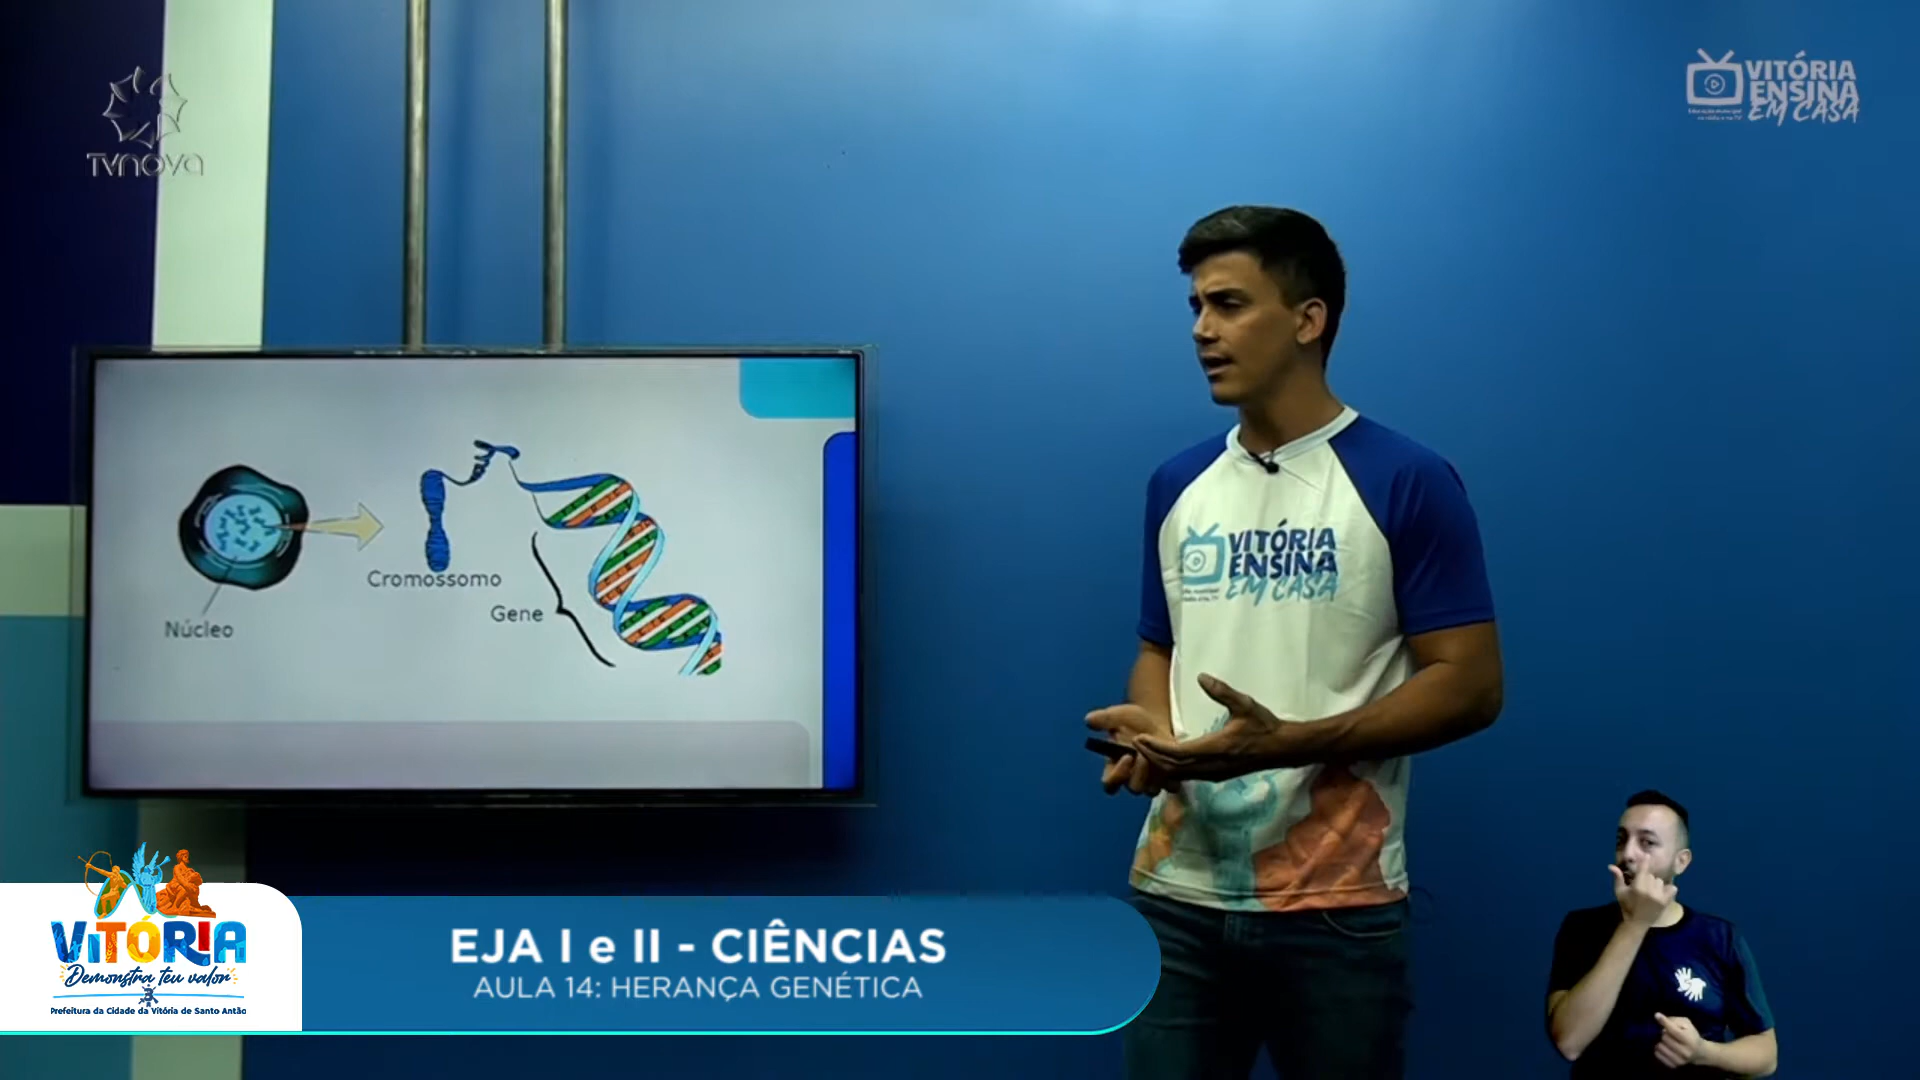 TVNOVA
VITÓRIA
ENSINA
EM CASA
Cromossomo
Gene
Núcleo
VITÓRIA
ENSINA
EM CASA
VITÓRIA
Demonstra teu valor
Prefeitura da Cidade da Vitória de Santo Antão
EJA I e II - CIÊNCIAS
AULA 14: HERANÇA GENÉTICA